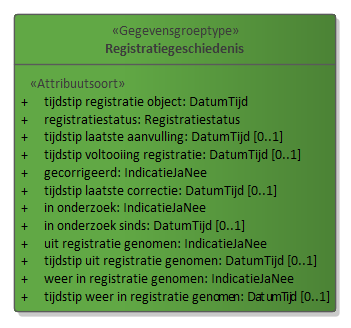 «Gegevensgroeptype»
Registratiegeschiedenis
«Attribuutsoort»
+ tijdstip registratie object: DatumTijd
+ registratiestatus: Registratiestatus
+ tijdstip laatste aanvulling: DatumTijd [0..1]
+ tijdstip voltooiing registratie: DatumTijd [0..1]
+ gecorrigeerd: IndicatieJaNee
+ tijdstip laatste correctie: DatumTijd [0..1]
+ in onderzoek: IndicatieJaNee
+ in onderzoek sinds: DatumTijd [0..1]
+ uit registratie genomen: IndicatieJaNee
+ tijdstip uit registratie genomen: DatumTijd [0..1]
+ weer in registratie genomen: IndicatieJaNee
+ tijdstip weer in registratie genomen: DatumTijd [0..1]